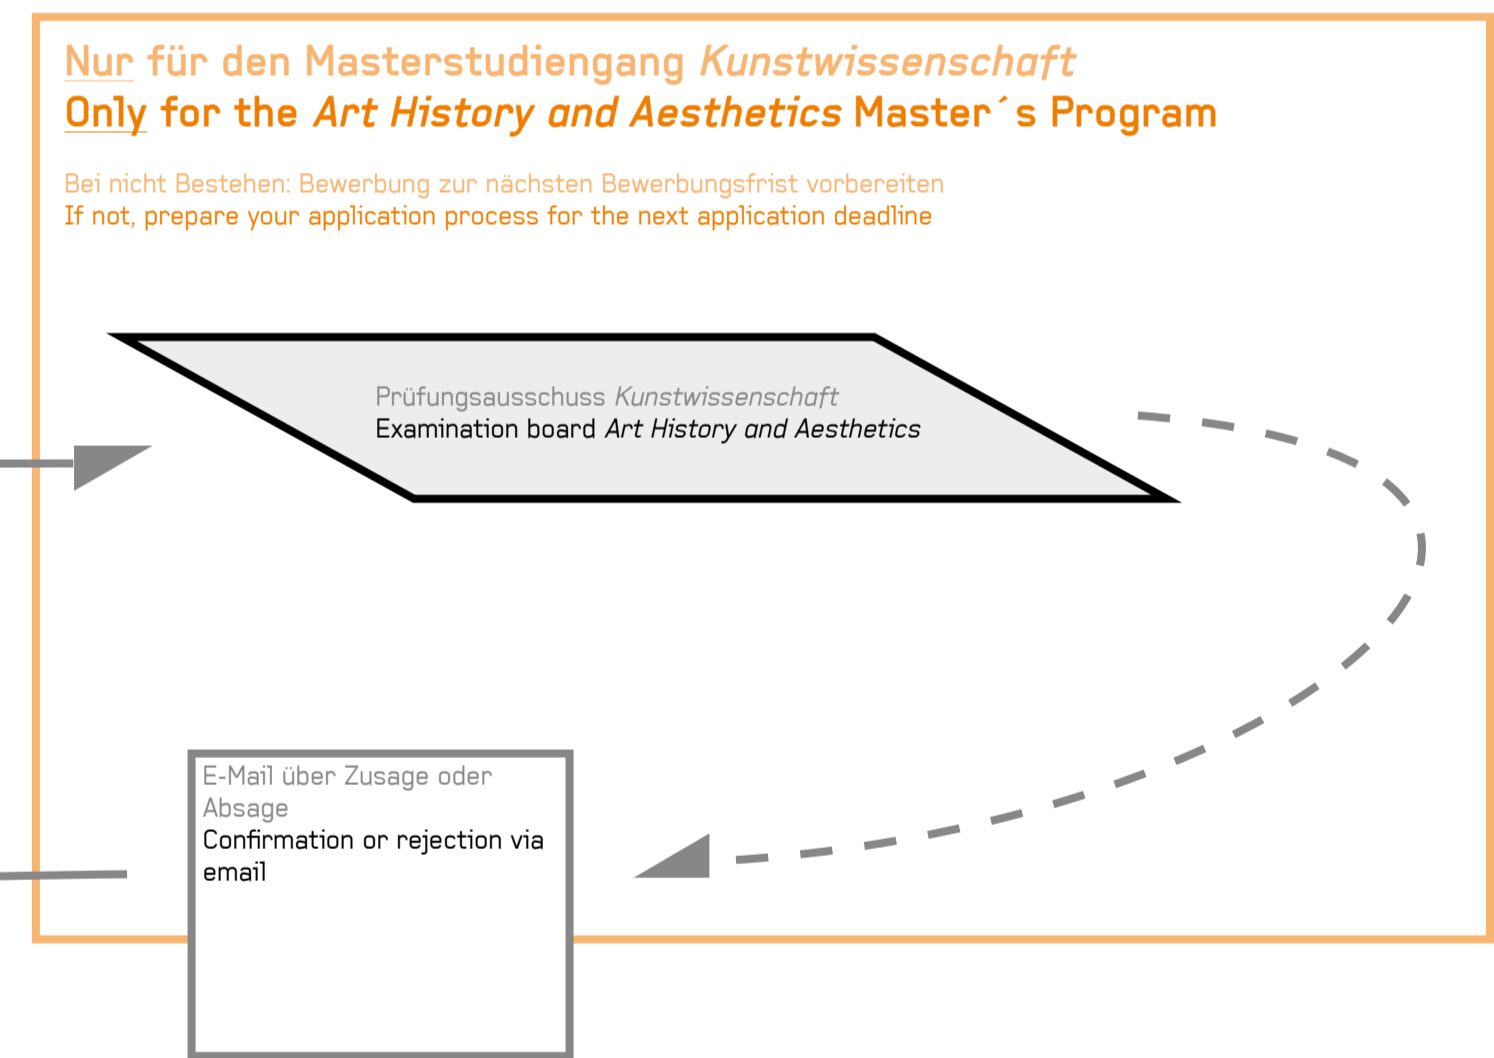 Nur für den Masterstudiengang Kunstwissenschaft
Only for the Art History and Aesthetics Master´s Program
Bei nicht Bestehen: Bewerbung zur nächsten Bewerbungsfrist vorbereiten
If not, prepare your application process for the next application deadline
Prüfungsausschuss Kunstwissenschaft
Examination board Art History and Aesthetics
E-Mail über Zusage oder
Absage
Confirmation or rejection via
email